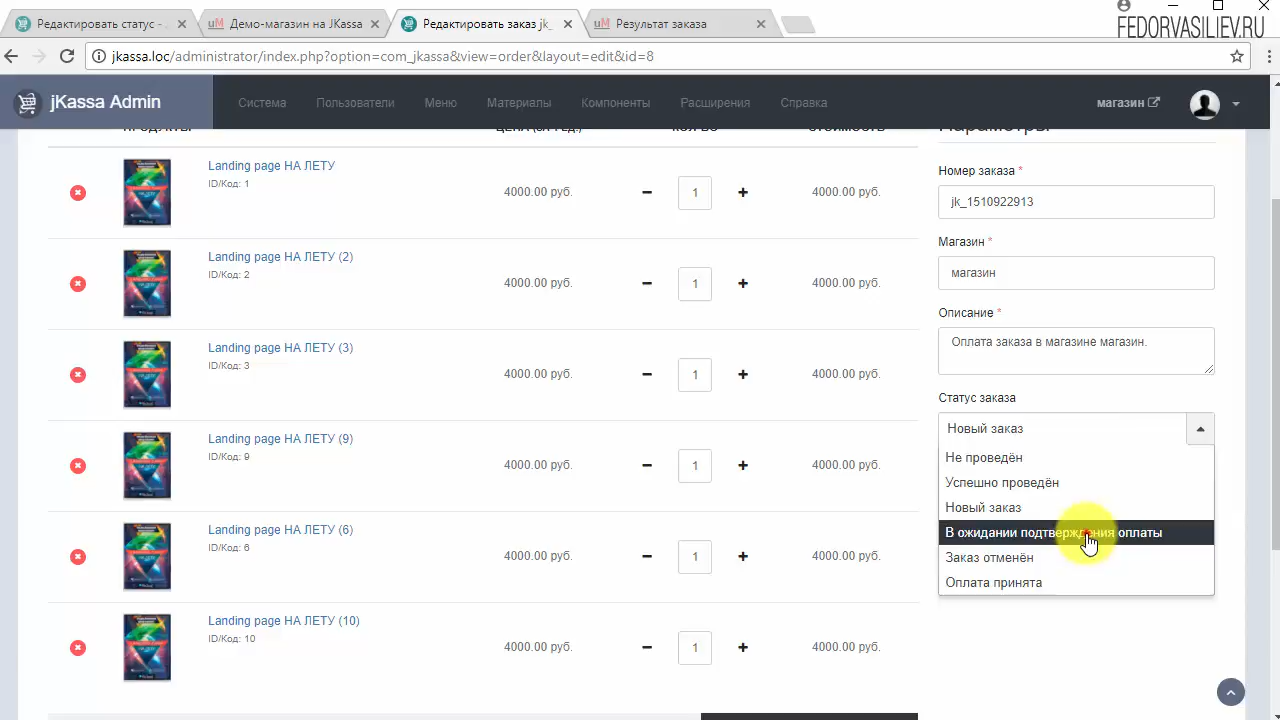 Редактировать статус -
Демо-магазин на JKassa
Редактировать заказ jk_
Результат заказа
FEDORVASILIEV.RU
jkassa.loc/administrator/index.php?option=com_jkassa&view=order&layout=edit&id=8
jKassa Admin
Система
Пользователи
Меню
Материалы
Компоненты
Расширения
Справка
магазин
Параметры
Landing page НА ЛЕТУ
ID/Код: 1
4000.00 руб.
1
4000.00 руб.
Landing page НА ЛЕТУ (2)
ID/Код: 2
4000.00 руб.
1
4000.00 руб.
Landing page НА ЛЕТУ (3)
ID/Код: 3
4000.00 руб.
1
4000.00 руб.
Landing page НА ЛЕТУ (9)
ID/Код: 9
4000.00 руб.
1
4000.00 руб.
Landing page НА ЛЕТУ (6)
ID/Код: 6
4000.00 руб.
1
4000.00 руб.
Landing page НА ЛЕТУ (10)
ID/Код: 10
4000.00 руб.
1
4000.00 руб.
Номер заказа *
jk_1510922913
Магазин *
магазин
Описание *
Оплата заказа в магазине магазин.
Статус заказа
Новый заказ
Не проведён
Успешно проведён
Новый заказ
В ожидании подтверждения оплаты
Заказ отменён
Оплата принята